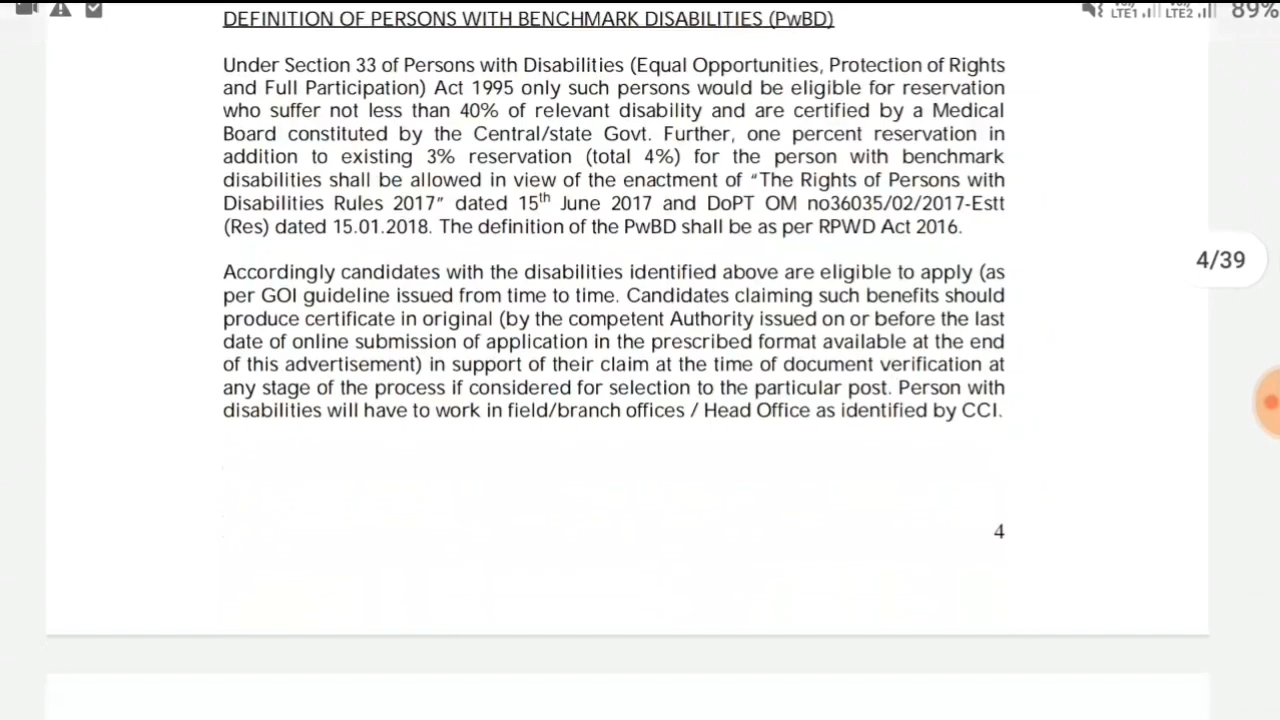 LTE1 LTE2 89%
DEFINITION OF PERSONS WITH BENCHMARK DISABILITIES (PwBD)
Under Section 33 of Persons with Disabilities (Equal Opportunities, Protection of Rights
and Full Participation) Act 1995 only such persons would be eligible for reservation
who suffer not less than 40% of relevant disability and are certified by a Medical
Board constituted by the Central/state Govt. Further, one percent reservation in
addition to existing 3% reservation (total 4%) for the person with benchmark
disabilities shall be allowed in view of the enactment of “The Rights of Persons with
Disabilities Rules 2017” dated 15th June 2017 and DoPT OM no36035/02/2017-Estt
(Res) dated 15.01.2018. The definition of the PwBD shall be as per RPWD Act 2016.
4/39
Accordingly candidates with the disabilities identified above are eligible to apply (as
per GOI guideline issued from time to time. Candidates claiming such benefits should
produce certificate in original (by the competent Authority issued on or before the last
date of online submission of application in the prescribed format available at the end
of this advertisement) in support of their claim at the time of document verification at
any stage of the process if considered for selection to the particular post. Person with
disabilities will have to work in field/branch offices / Head Office as identified by CCI.
4